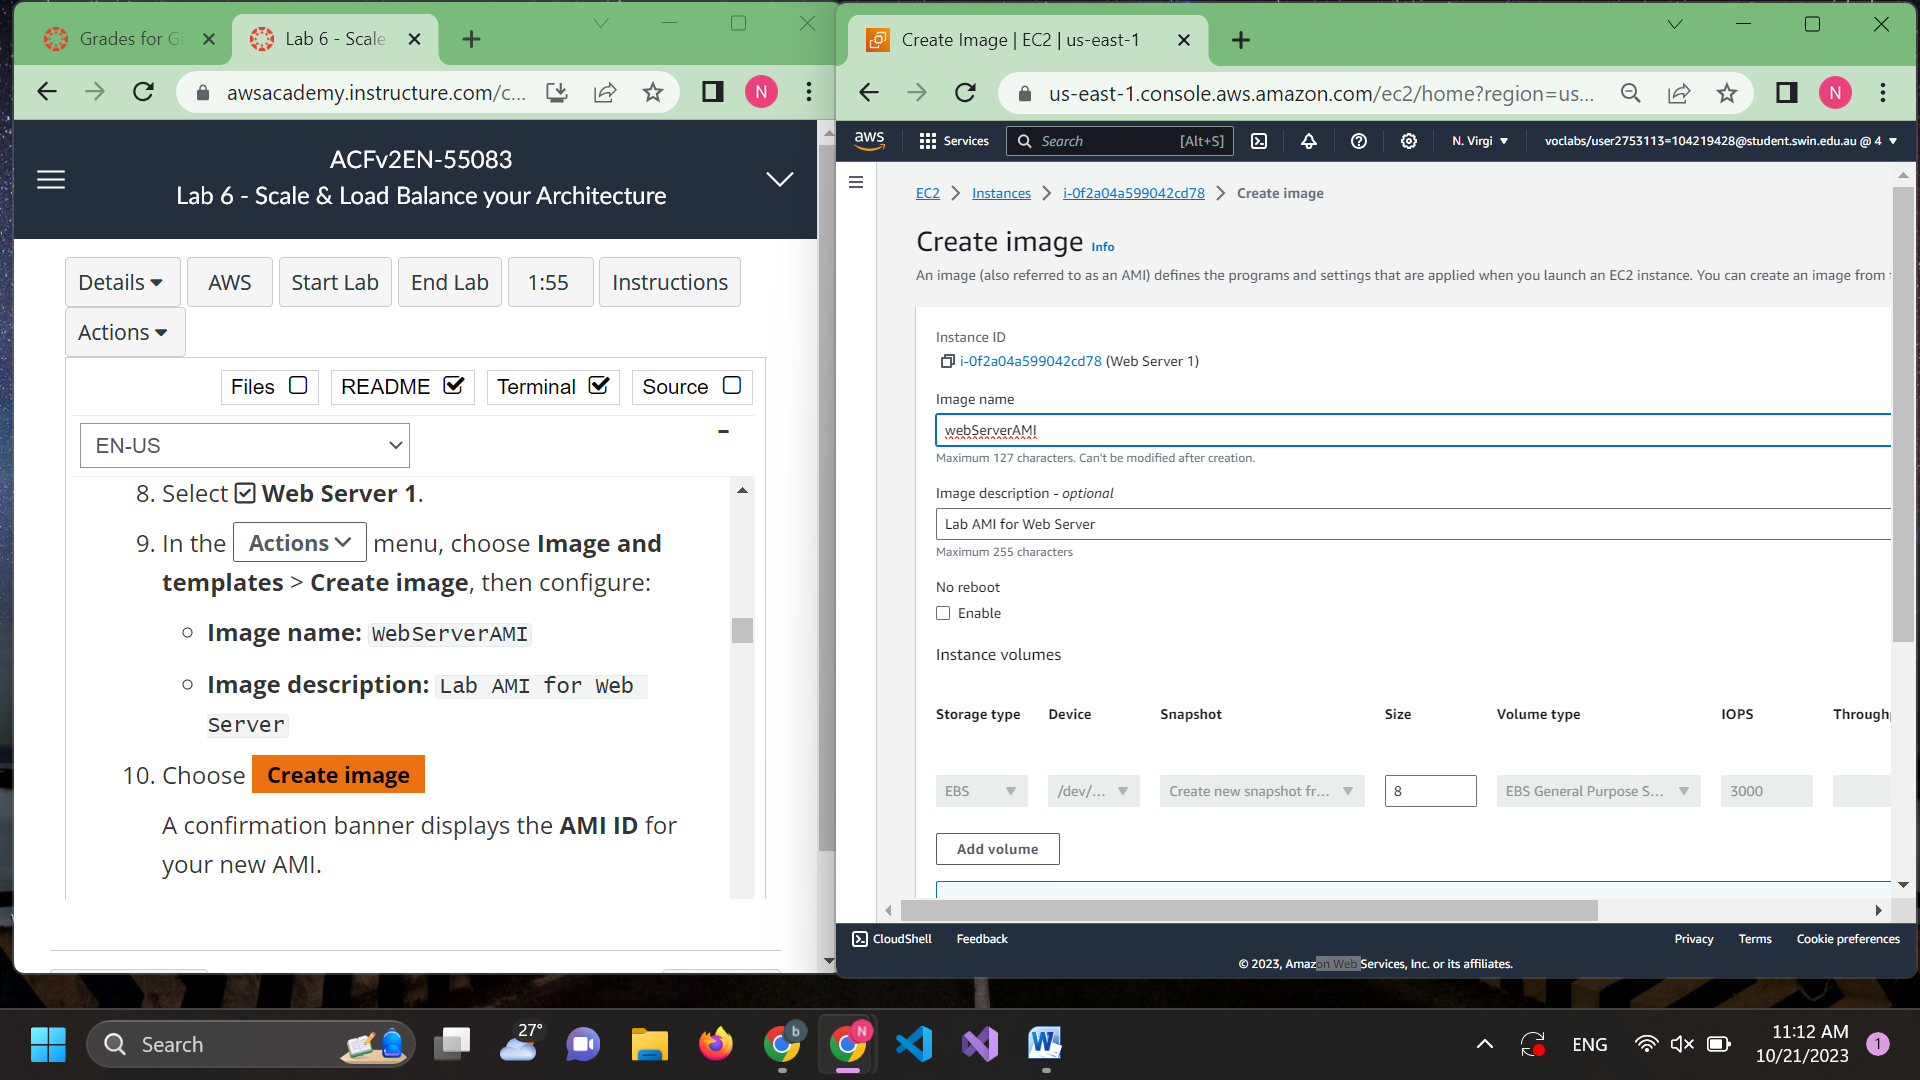 Grades for Gr
Lab 6 - Scale
awsacademy.instructure.com/c...
N
ACFv2EN-55083
Lab 6 - Scale & Load Balance your Architecture
Details
AWS
Start Lab
End Lab
1:55
Instructions
Actions
Files
README
Terminal
Source
EN-US
8. Select Web Server 1.
9. In the Actions menu, choose Image and
templates > Create image, then configure:
Image name: WebServerAMI
Image description: Lab AMI for Web
Server
10. Choose Create image
A confirmation banner displays the AMI ID for
your new AMI.
Create Image | EC2 | us-east-1
us-east-1.console.aws.amazon.com/ec2/home?region=us...
N
aws
Services
Search
[Alt+S]
N. Virgi
voclabs/user2753113=104219428@student.swin.edu.au @ 4
EC2
Instances
i-0f2a04a599042cd78
Create image
Create image Info
An image (also referred to as an AMI) defines the programs and settings that are applied when you launch an EC2 instance. You can create an image from
Instance ID
i-0f2a04a599042cd78 (Web Server 1)
Image name
webServerAMI
Maximum 127 characters. Can't be modified after creation.
Image description - optional
Lab AMI for Web Server
Maximum 255 characters
No reboot
Enable
Instance volumes
Storage type
Device
Snapshot
Size
Volume type
IOPS
Through
EBS
/dev/...
Create new snapshot fr...
8
EBS General Purpose S...
3000
Add volume
CloudShell
Feedback
Privacy
Terms
Cookie preferences
© 2023, Amazon Web Services, Inc. or its affiliates.
Search
27°
b
N
ENG
11:12 AM
10/21/2023
1